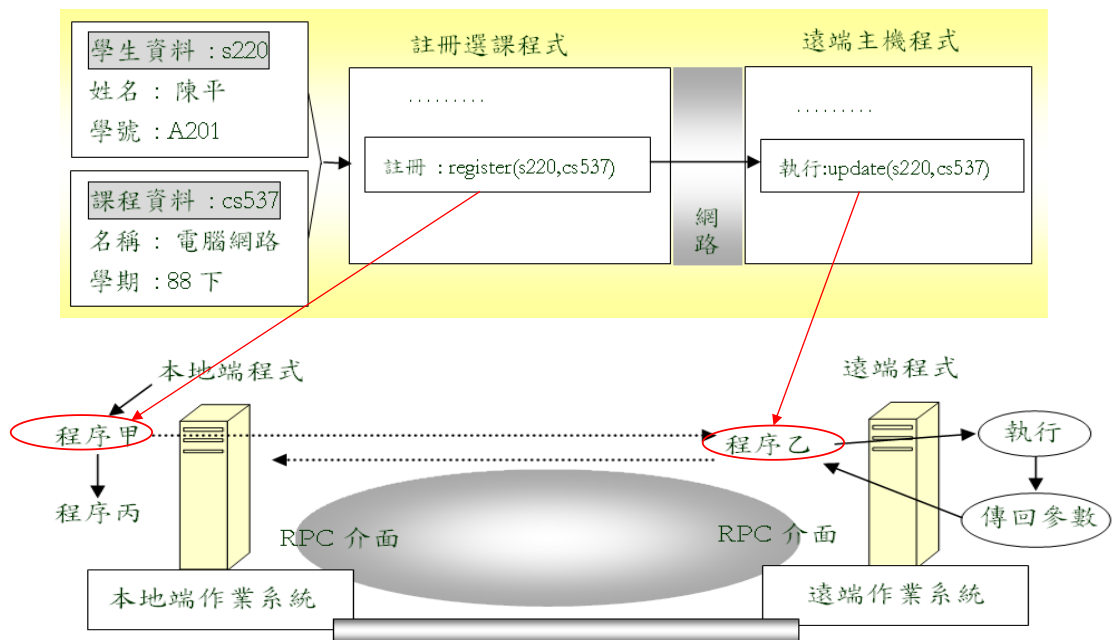 學生資料：s220
姓名：陳平
學號：A201
課程資料：cs537
名稱：電腦網路
學期：88 下
註冊選課程式
.........
註冊：register(s220,cs537)
網路
遠端主機程式
.........
執行:update(s220,cs537)
本地端程式
遠端程式
程序甲
程序乙
執行
程序丙
傳回參數
RPC 介面
RPC 介面
本地端作業系統
遠端作業系統